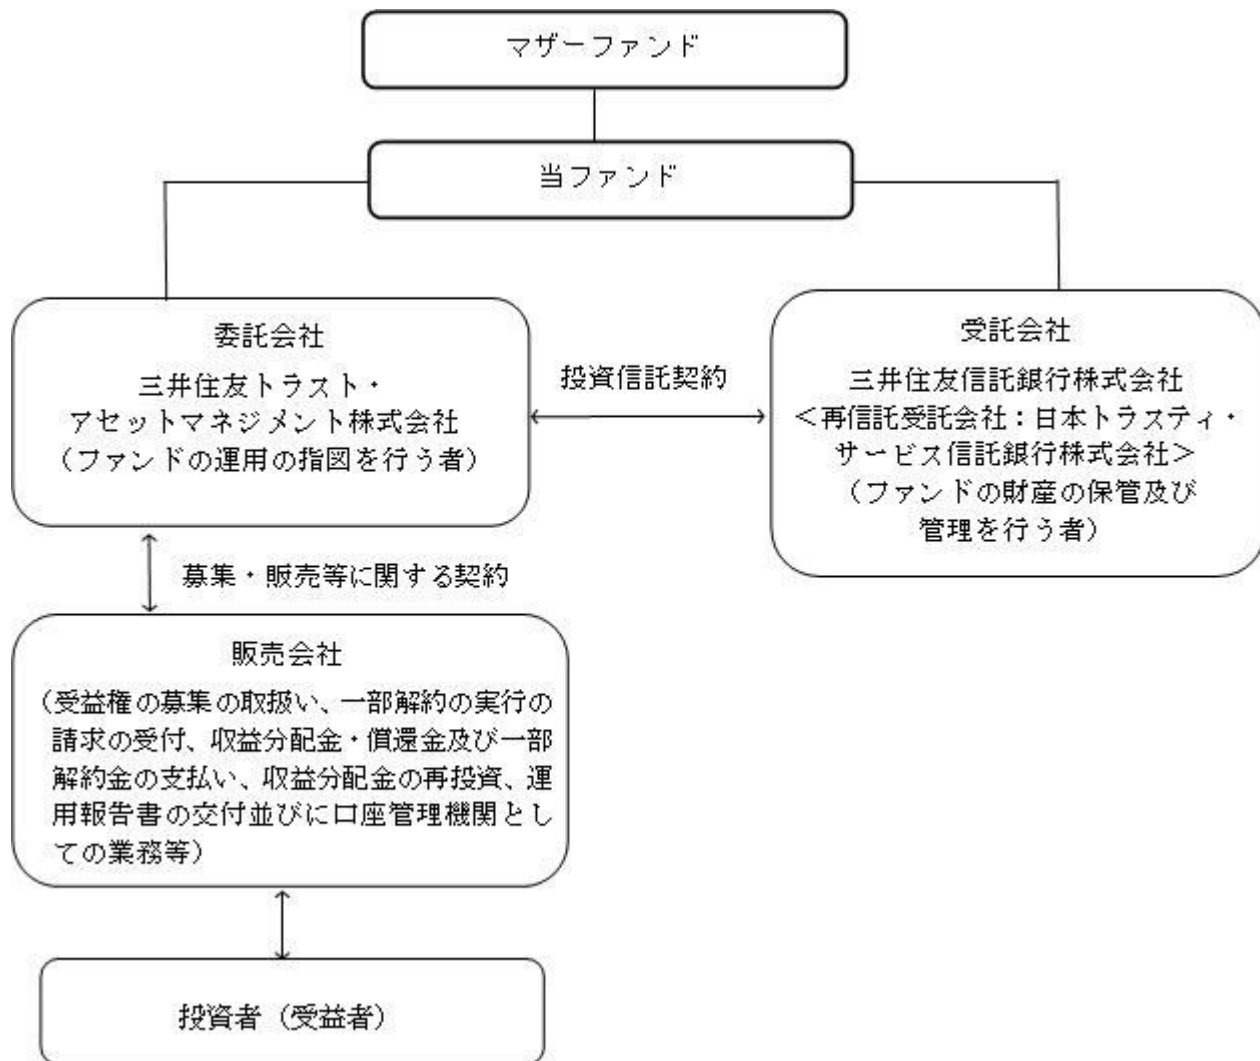 マザーファンド
当ファンド
委託会社
三井住友トラスト・
アセットマネジメント株式会社
（ファンドの運用の指図を行う者）
投資信託契約
受託会社
三井住友信託銀行株式会社
＜再信託受託会社：日本トラスティ・
サービス信託銀行株式会社＞
（ファンドの財産の保管及び
管理を行う者）
募集・販売等に関する契約
販売会社
（受益権の募集の取扱い、一部解約の実行の
請求の受付、収益分配金・償還金及び一部
解約金の支払い、収益分配金の再投資、運
用報告書の交付並びに口座管理機関とし
ての業務等）
投資者（受益者）